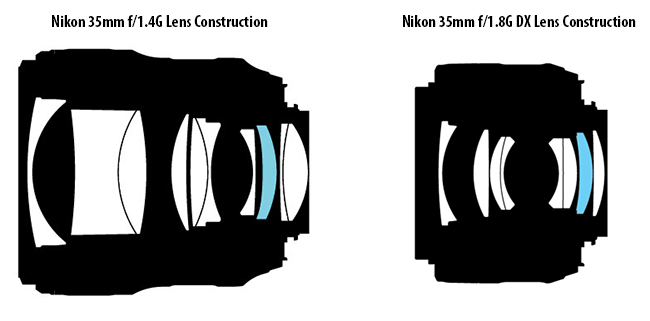 Nikon 35mm f/1.4G Lens Construction
Nikon 35mm f/1.8G DX Lens Construction